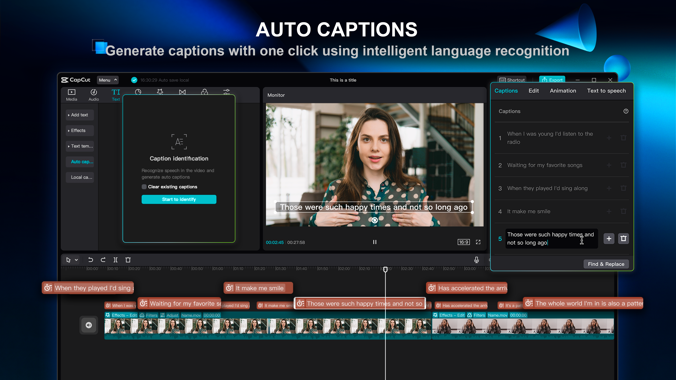 AUTO CAPTIONS
Generate captions with one click using intelligent language recognition
CapCut
Menu
Auto save local
This is a title
Shortcut
Export
Media
Audio
Add text
Effects
Text tem...
Auto cap...
Local ca...
Caption Identification
Recognize speech in the video and
generate auto captions
Clear existing captions
Start to identify
Monitor
Those were such happy times and not so long ago
00:02:45
Captions
Edit
Animation
Text to speech
Captions
1
When I was young I'd listen to the
radio
2
Waiting for my favorite songs
3
When they played I'd sing along
4
It make me smile
5
Those were such happy times and
not so long ago
Find & Replace
When they played I'd sing
It make me smile
Has accelerated the arri
Waiting for my favorite s
Those were such happy times and not so
The whole world I'm in is also a patter